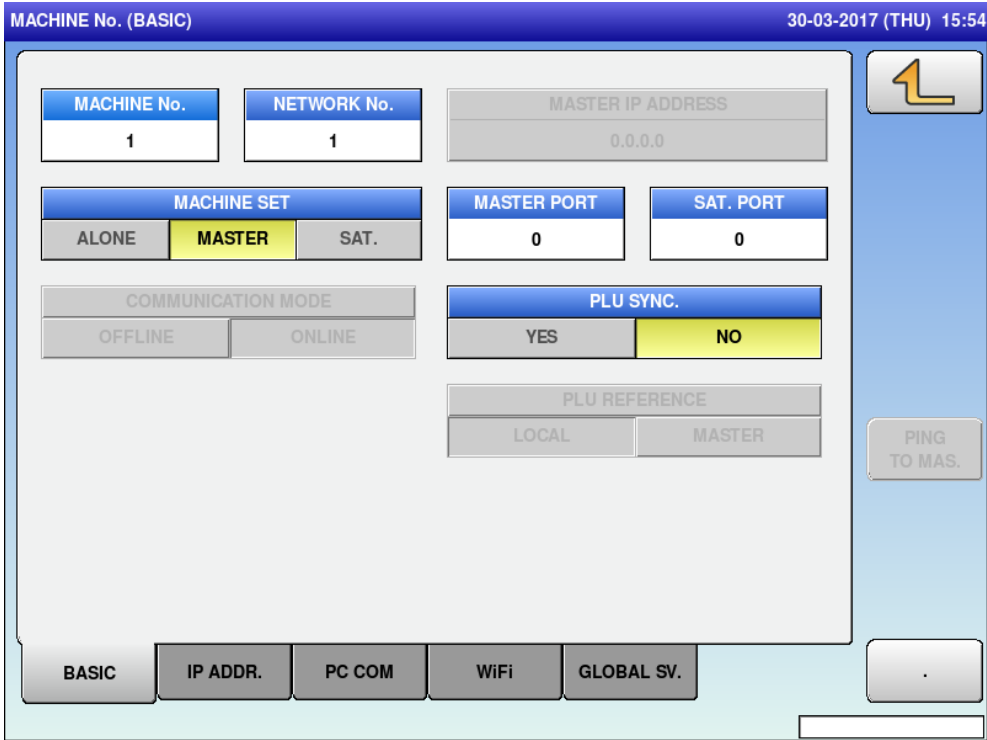 MACHINE No. (BASIC) 30-03-2017 (THU) 15:54
MACHINE No. NETWORK No. MASTER IP ADDRESS
1 1 0.0.0.0
MACHINE SET MASTER PORT SAT. PORT
ALONE MASTER SAT. 0 0
COMMUNICATION MODE PLU SYNC.
OFFLINE ONLINE YES NO
PLU REFERENCE
LOCAL MASTER
PING
TO MAS.
BASIC IP ADDR. PC COM WiFi GLOBAL SV. .